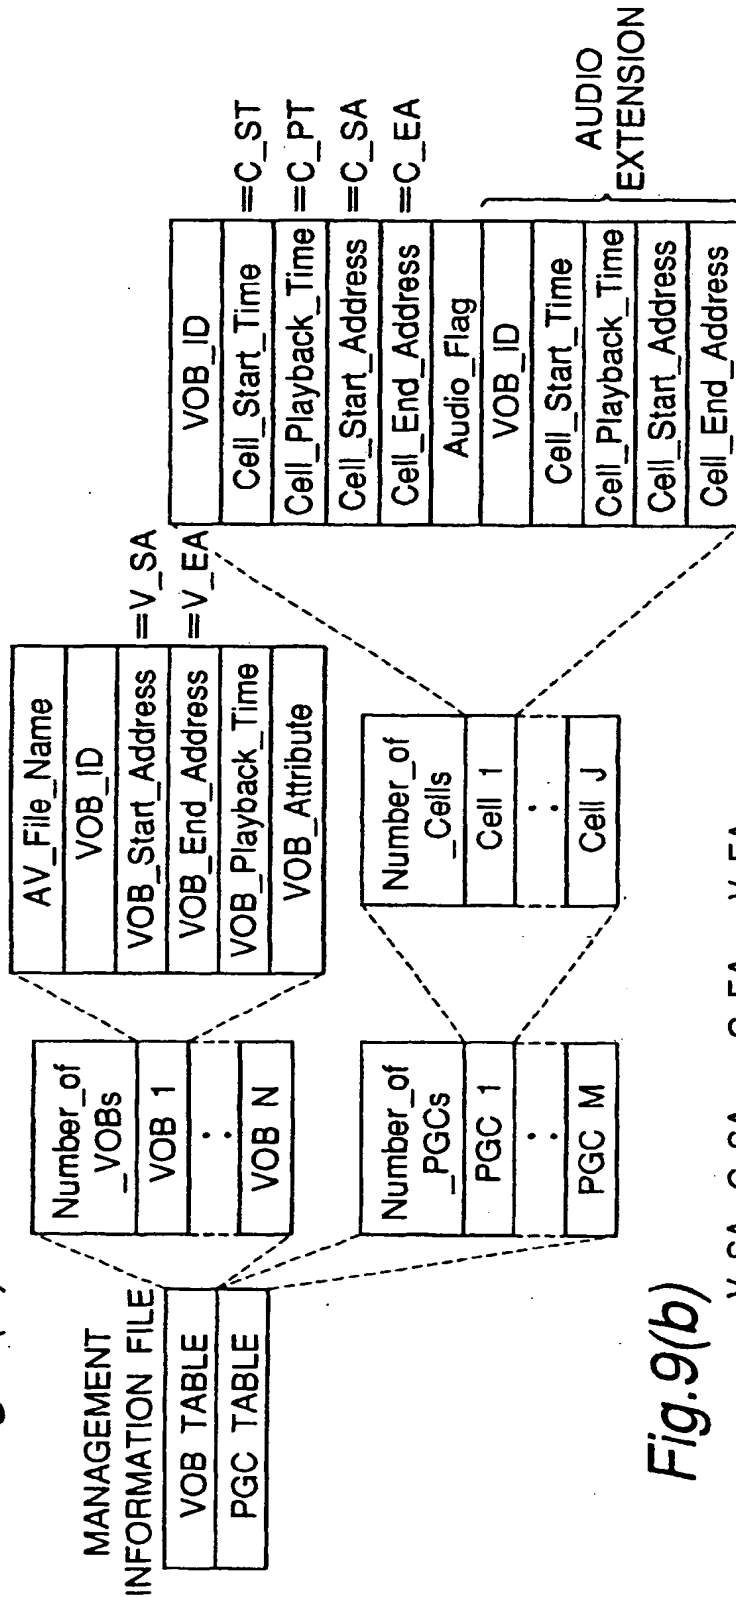 MANAGEMENT
INFORMATION FILE
VOB TABLE
PGC TABLE
Number_of
_VOBs
VOB 1
VOB N
Number_of
_PGCs
PGC 1
PGC M
AV_File_Name
VOB_ID
VOB_Start_Address
=V_SA
VOB_End_Address
=V_EA
VOB_Playback_Time
VOB_Attribute
Number_of
_Cells
Cell 1
Cell J
VOB_ID
Cell_Start_Time
=C_ST
Cell_Playback_Time
=C_PT
Cell_Start_Address
=C_SA
Cell_End_Address
=C_EA
Audio_Flag
VOB_ID
Cell_Start_Time
Cell_Playback_Time
Cell_Start_Address
Cell_End_Address
AUDIO
EXTENSION
Fig.9(b)